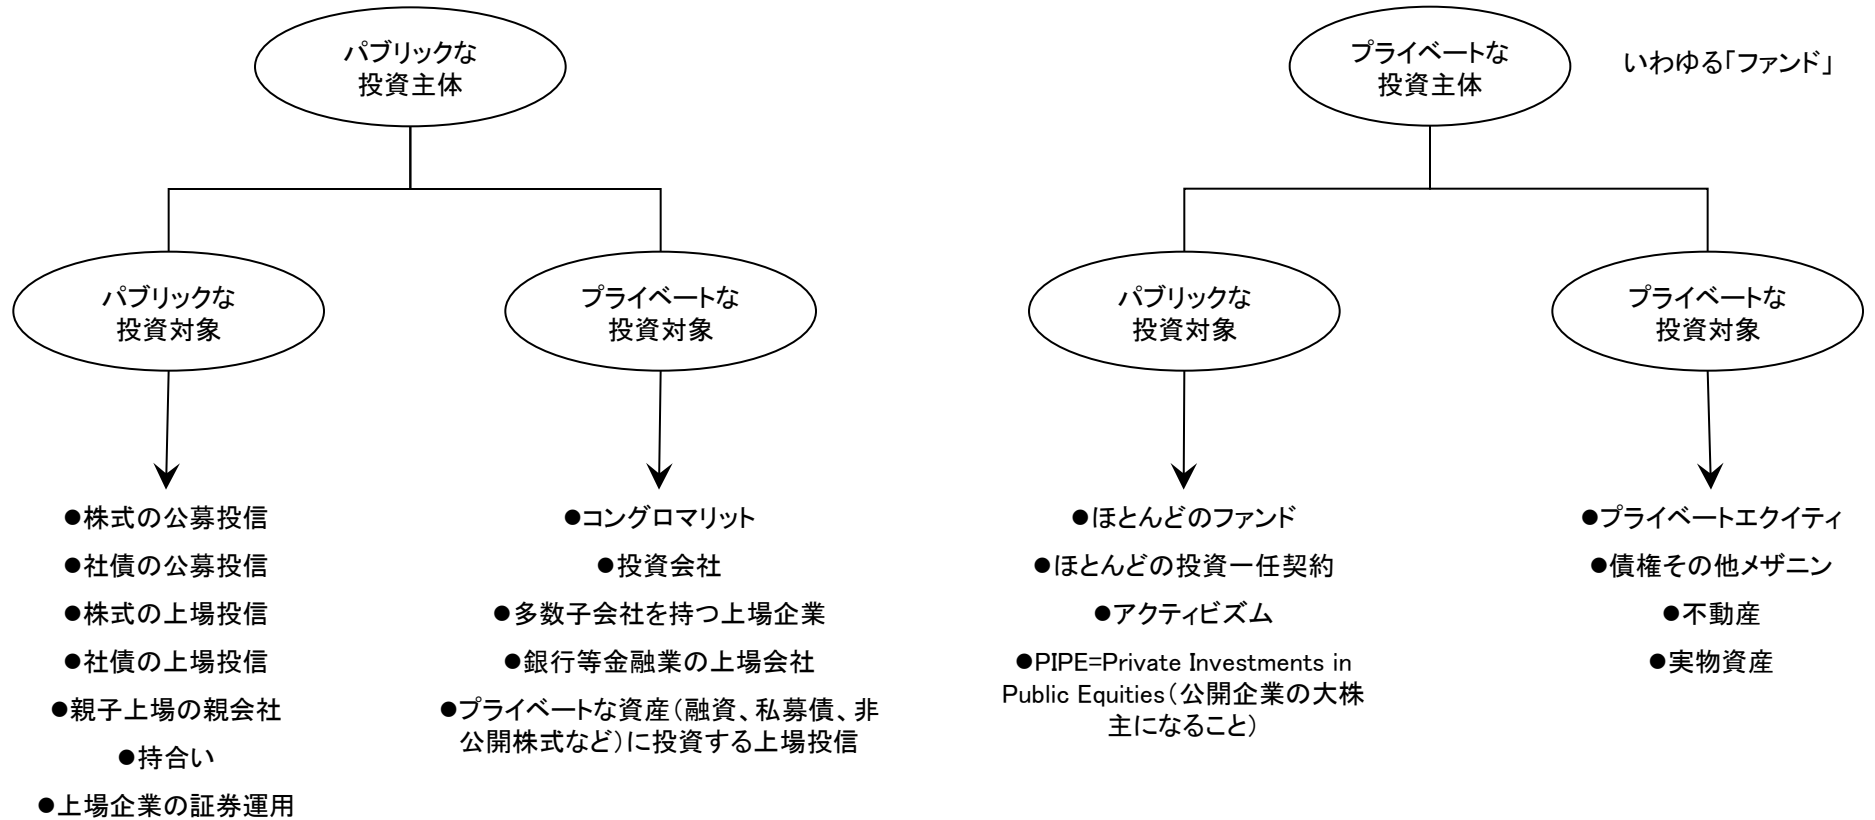 パブリックな
投資主体
プライベートな
投資主体
いわゆる「ファンド」
パブリックな
投資対象
プライベートな
投資対象
パブリックな
投資対象
プライベートな
投資対象
●株式の公募投信
●社債の公募投信
●株式の上場投信
●社債の上場投信
●親子上場の親会社
●持合い
●上場企業の証券運用
●コングロマリット
●投資会社
●多数子会社を持つ上場企業
●銀行等金融業の上場会社
●プライベートな資産（融資、私募債、非
公開株式など）に投資する上場投信
●ほとんどのファンド
●ほとんどの投資一任契約
●アクティビズム
●PIPE=Private Investments in
Public Equities（公開企業の大株
主になること）
●プライベートエクイティ
●債権その他メザニン
●不動産
●実物資産